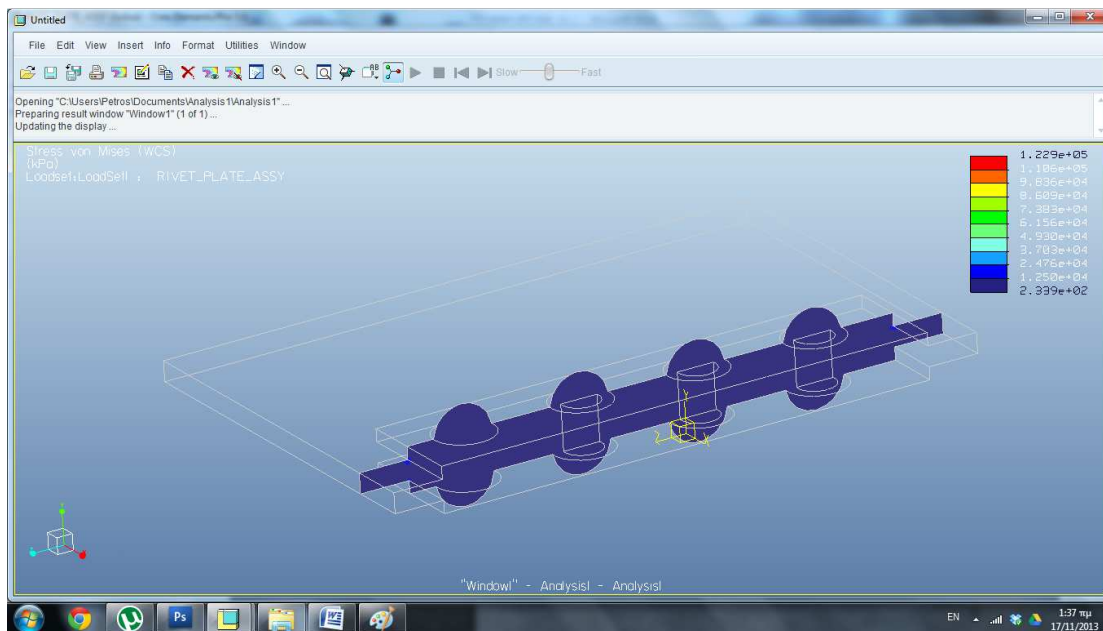 Untitled
File Edit View Insert Info Format Utilities Window
Slow Fast
Opening "C:\Users\Petros\Documents\Analysis1\Analysis1" ...
Preparing result window "Window1" (1 of 1) ...
Updating the display ...
Stress von Mises (WCS)
(kPa)
Loadset:LoadSet1 : RIVET_PLATE_ASSY
1.229e+05
1.106e+05
9.836e+04
8.609e+04
7.383e+04
6.156e+04
4.930e+04
3.703e+04
2.476e+04
1.250e+04
2.339e+02
Y
Z
X
"Window1" - Analysis1 - Analysis1
Ps
EN
1:37 πμ
17/11/2013